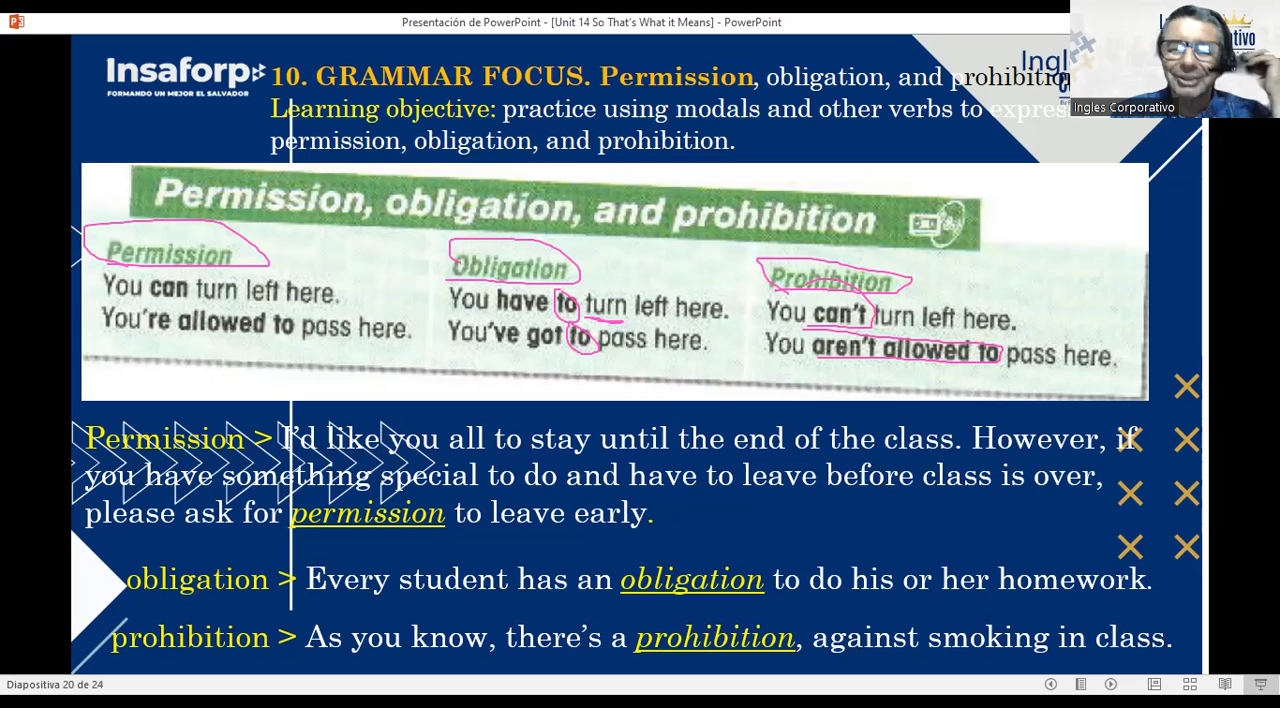 Presentación de PowerPoint - [Unit 14 So That's What it Means] - PowerPoint
Insaforp
FORMANDO UN MEJOR EL SALVADOR
10. GRAMMAR FOCUS. Permission, obligation, and prohibition
Learning objective: practice using modals and other verbs to express
permission, obligation, and prohibition.
Ingl
Ingles Corporativo
Permission, obligation, and prohibition
Permission
You can turn left here.
You're allowed to pass here.
Obligation
You have to turn left here.
You've got to pass here.
Prohibition
You can't turn left here.
You aren't allowed to pass here.
Permission > I'd like you all to stay until the end of the class. However, if
you have something special to do and have to leave before class is over,
please ask for permission to leave early.
obligation > Every student has an obligation to do his or her homework.
prohibition > As you know, there's a prohibition, against smoking in class.
Diapositiva 20 de 24